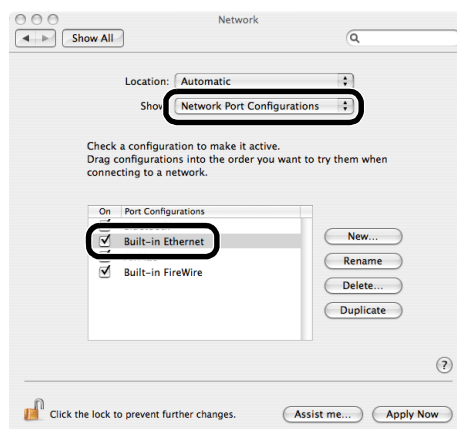 Network
Show All
Location: Automatic
Show Network Port Configurations
Check a configuration to make it active.
Drag configurations into the order you want to try them when
connecting to a network.
On Port Configurations
Built-in Ethernet
Built-in FireWire
New...
Rename
Delete...
Duplicate
?
Click the lock to prevent further changes.
Assist me...
Apply Now